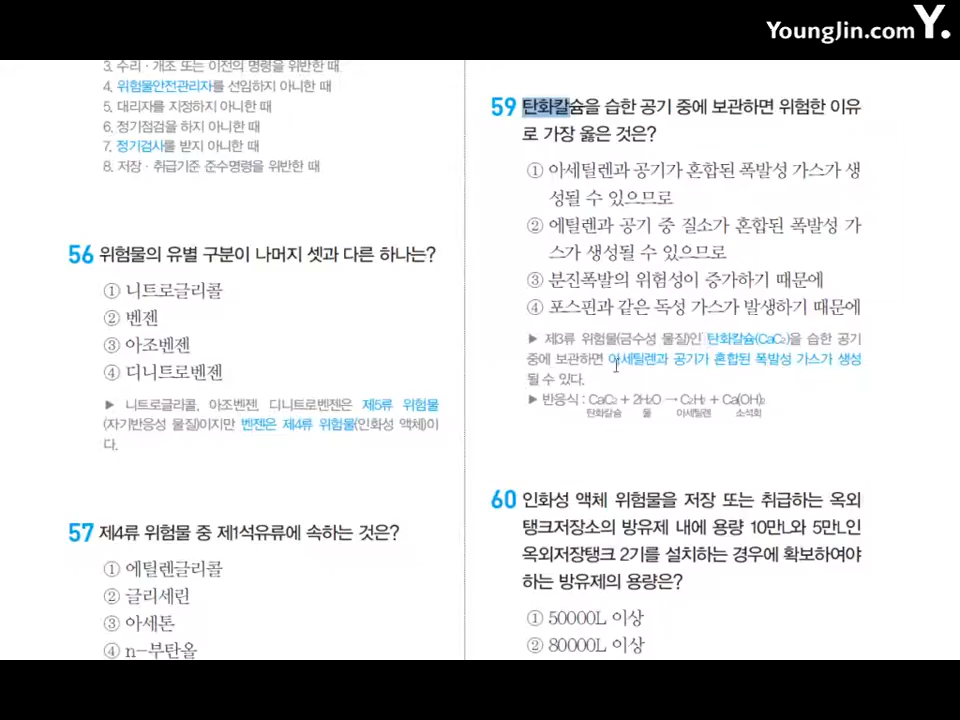 YoungJin.com Y.
3. 수리 · 개조 또는 이전의 명령을 위반한 때
4. 위험물안전관리자를 선임하지 아니한 때
5. 대리자를 지정하지 아니한 때
6. 정기점검을 하지 아니한 때
7. 정기검사를 받지 아니한 때
8. 저장 · 취급기준 준수명령을 위반한 때
56 위험물의 유별 구분이 나머지 셋과 다른 하나는?
① 니트로글리콜
② 벤젠
③ 아조벤젠
④ 디니트로벤젠
▶ 니트로글리콜, 아조벤젠, 디니트로벤젠은 제5류 위험물
(자기반응성 물질)이지만 벤젠은 제4류 위험물(인화성 액체)이
다.
57 제4류 위험물 중 제1석유류에 속하는 것은?
① 에틸렌글리콜
② 글리세린
③ 아세톤
④ n-부탄올
59 탄화칼슘을 습한 공기 중에 보관하면 위험한 이유
로 가장 옳은 것은?
① 아세틸렌과 공기가 혼합된 폭발성 가스가 생
성될 수 있으므로
② 에틸렌과 공기 중 질소가 혼합된 폭발성 가
스가 생성될 수 있으므로
③ 분진폭발의 위험성이 증가하기 때문에
④ 포스핀과 같은 독성 가스가 발생하기 때문에
▶ 제3류 위험물(금수성 물질)인 탄화칼슘(CaC₂)을 습한 공기
중에 보관하면 아세틸렌과 공기가 혼합된 폭발성 가스가 생성
될 수 있다.
▶ 반응식 : CaC₂ + 2H₂O → C₂H₂ + Ca(OH)₂
탄화칼슘 물 아세틸렌 소석회
60 인화성 액체 위험물을 저장 또는 취급하는 옥외
탱크저장소의 방유제 내에 용량 10만L와 5만L인
옥외저장탱크 2기를 설치하는 경우에 확보하여야
하는 방유제의 용량은?
① 50000L 이상
② 80000L 이상